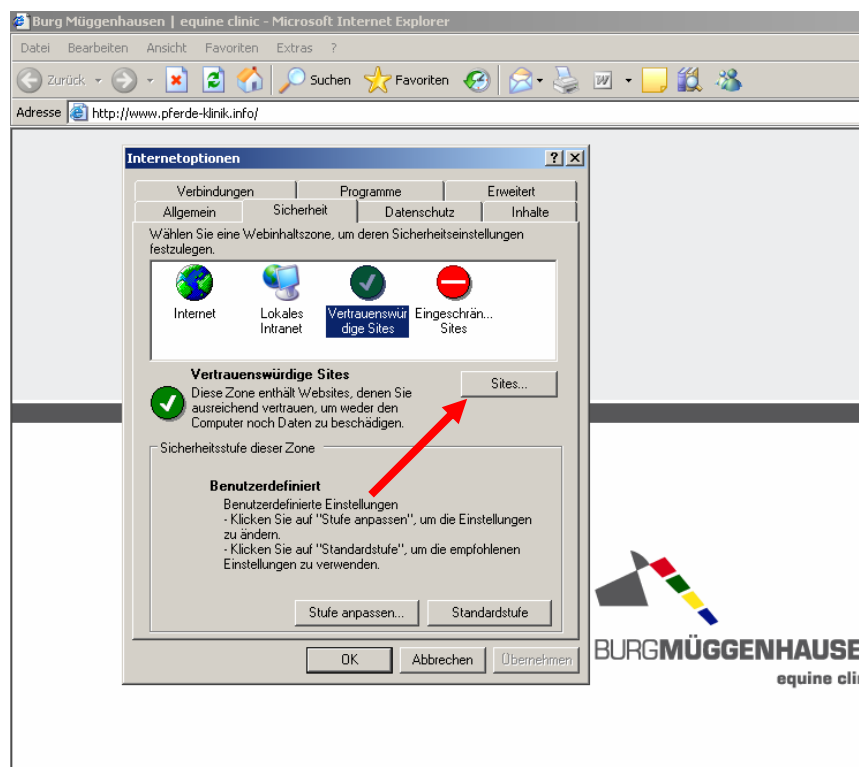 Burg Müggenhausen | equine clinic - Microsoft Internet Explorer
Datei Bearbeiten Ansicht Favoriten Extras ?
Zurück Suchen Favoriten
Adresse http://www.pferde-klinik.info/
Internetoptionen
Verbindungen Programme Erweitert
Allgemein Sicherheit Datenschutz Inhalte
Wählen Sie eine Webinhaltszone, um deren Sicherheitseinstellungen
festzulegen.
Internet Lokales Vertrauenswür Eingeschrän...
Intranet dige Sites Sites
Vertrauenswürdige Sites
Sites...
Diese Zone enthält Websites, denen Sie
ausreichend vertrauen, um weder den
Computer noch Daten zu beschädigen.
Sicherheitsstufe dieser Zone
Benutzerdefiniert
Benutzerdefinierte Einstellungen
- Klicken Sie auf "Stufe anpassen", um die Einstellungen
zu ändern.
- Klicken Sie auf "Standardstufe", um die empfohlenen
Einstellungen zu verwenden.
Stufe anpassen... Standardstufe
OK Abbrechen Übernehmen
BURGMÜGGENHAUSE
equine clin